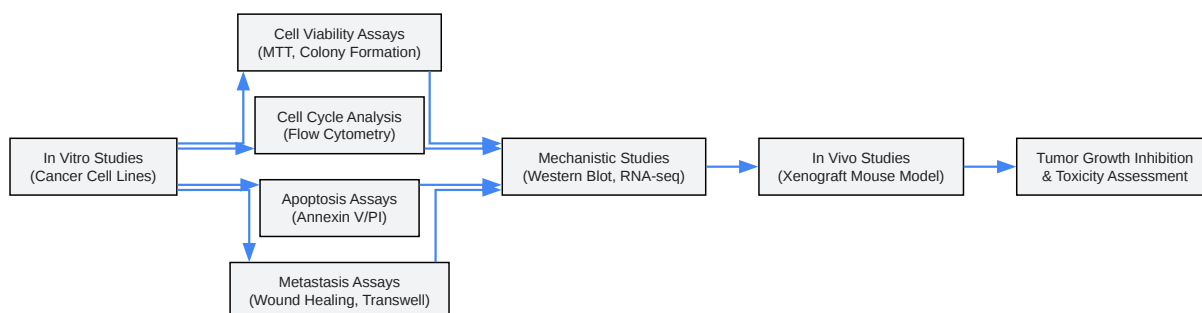 Cell Viability Assays
(MTT, Colony Formation)
Cell Cycle Analysis
(Flow Cytometry)
In Vitro Studies
(Cancer Cell Lines)
Mechanistic Studies
(Western Blot, RNA-seq)
In Vivo Studies
(Xenograft Mouse Model)
Tumor Growth Inhibition
& Toxicity Assessment
Apoptosis Assays
(Annexin V/PI)
Metastasis Assays
(Wound Healing, Transwell)